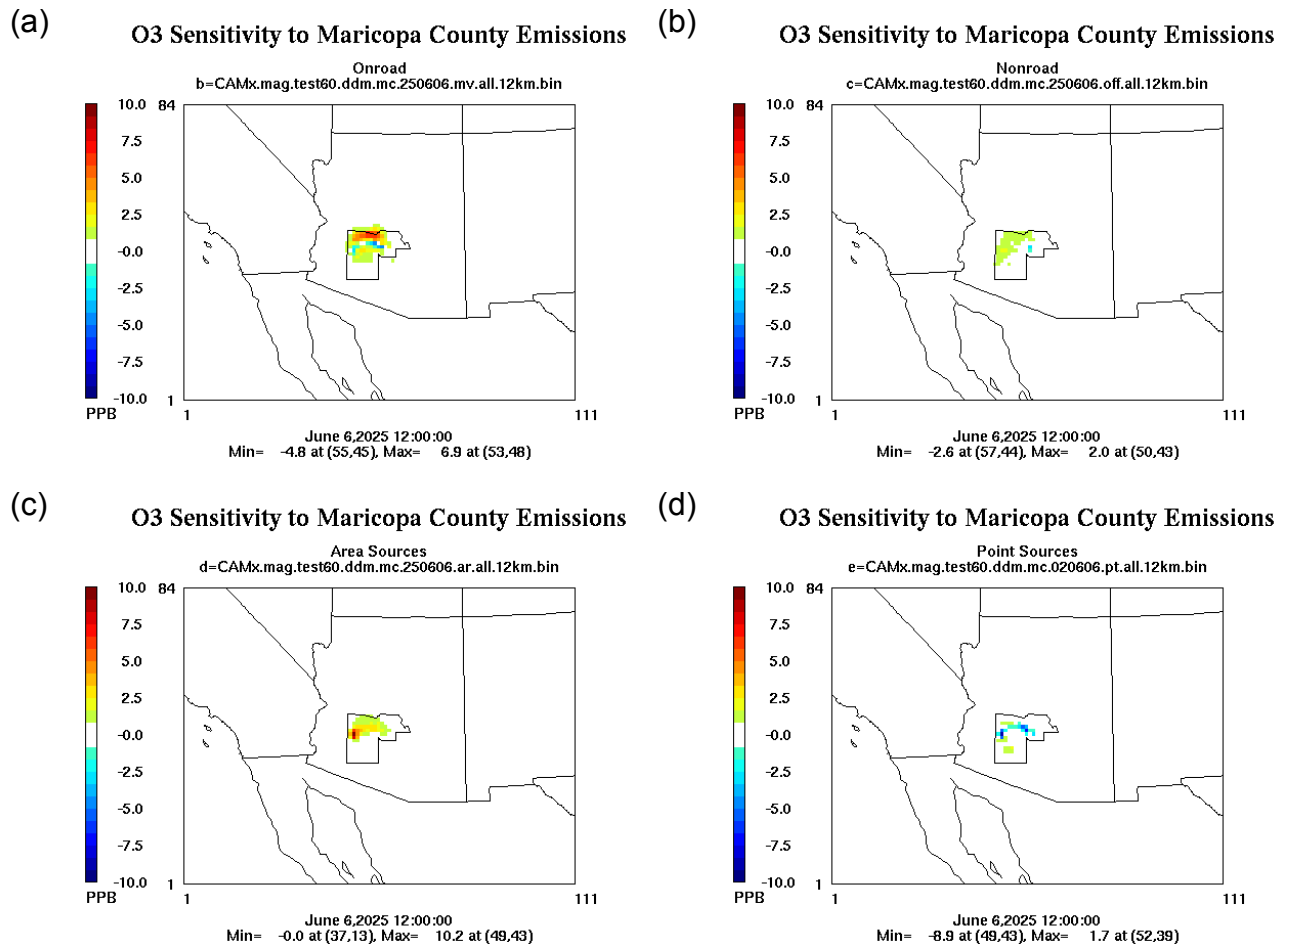 (a)
O3 Sensitivity to Maricopa County Emissions
Onroad
b=CAMx.mag.test60.ddm.mc.250606.mv.all.12km.bin
10.0
7.5
5.0
2.5
-0.0
-2.5
-5.0
-7.5
-10.0
PPB
84
1
1
111
June 6,2025 12:00:00
Min= -4.8 at (55,45), Max= 6.9 at (53,48)
(b)
O3 Sensitivity to Maricopa County Emissions
Nonroad
c=CAMx.mag.test60.ddm.mc.250606.off.all.12km.bin
10.0
7.5
5.0
2.5
-0.0
-2.5
-5.0
-7.5
-10.0
PPB
84
1
1
111
June 6,2025 12:00:00
Min= -2.6 at (57,44), Max= 2.0 at (50,43)
(c)
O3 Sensitivity to Maricopa County Emissions
Area Sources
d=CAMx.mag.test60.ddm.mc.250606.ar.all.12km.bin
10.0
7.5
5.0
2.5
-0.0
-2.5
-5.0
-7.5
-10.0
PPB
84
1
1
111
June 6,2025 12:00:00
Min= -0.0 at (37,13), Max= 10.2 at (49,43)
(d)
O3 Sensitivity to Maricopa County Emissions
Point Sources
e=CAMx.mag.test60.ddm.mc.020606.pt.all.12km.bin
10.0
7.5
5.0
2.5
-0.0
-2.5
-5.0
-7.5
-10.0
PPB
84
1
1
111
June 6,2025 12:00:00
Min= -8.9 at (49,43), Max= 1.7 at (52,39)